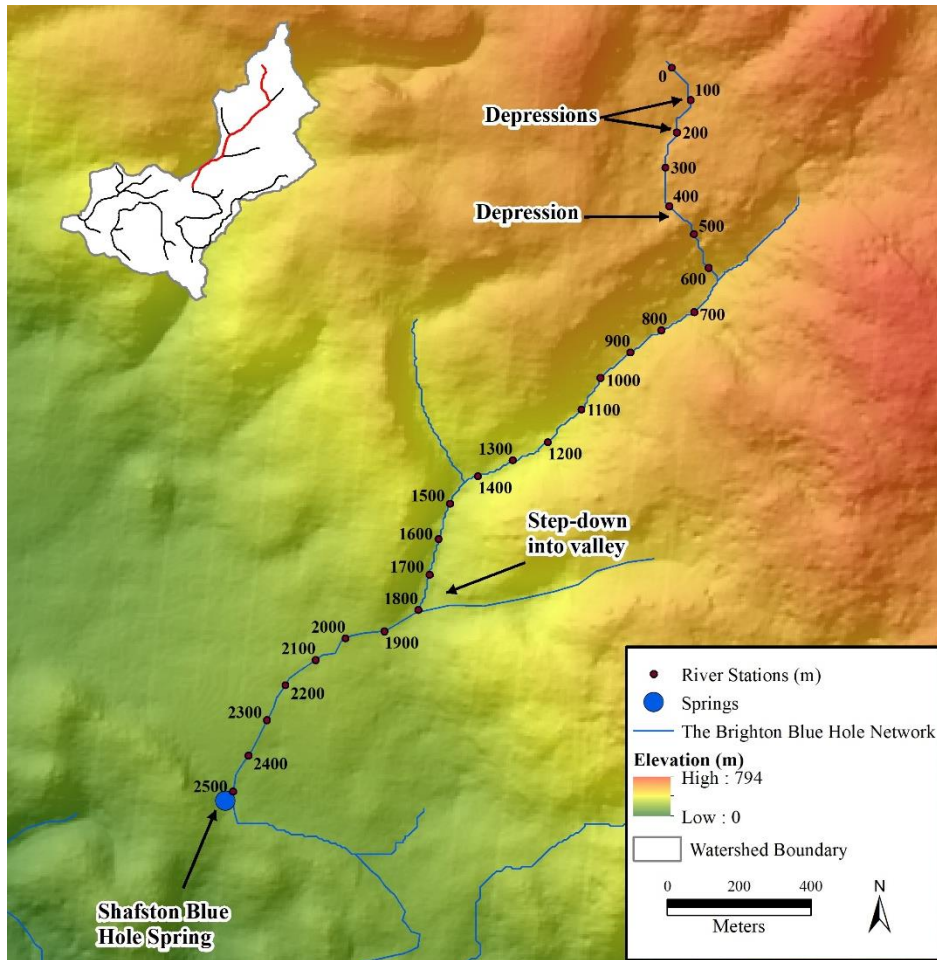 0
100
Depressions
200
300
400
Depression
500
600
700
800
900
1000
1100
1200
1300
1400
1500
Step-down
into valley
1600
1700
1800
1900
2000
2100
2200
2300
2400
2500
Shafston Blue
Hole Spring
River Stations (m)
Springs
The Brighton Blue Hole Network
Elevation (m)
High : 794
Low : 0
Watershed Boundary
0 200 400
Meters
N